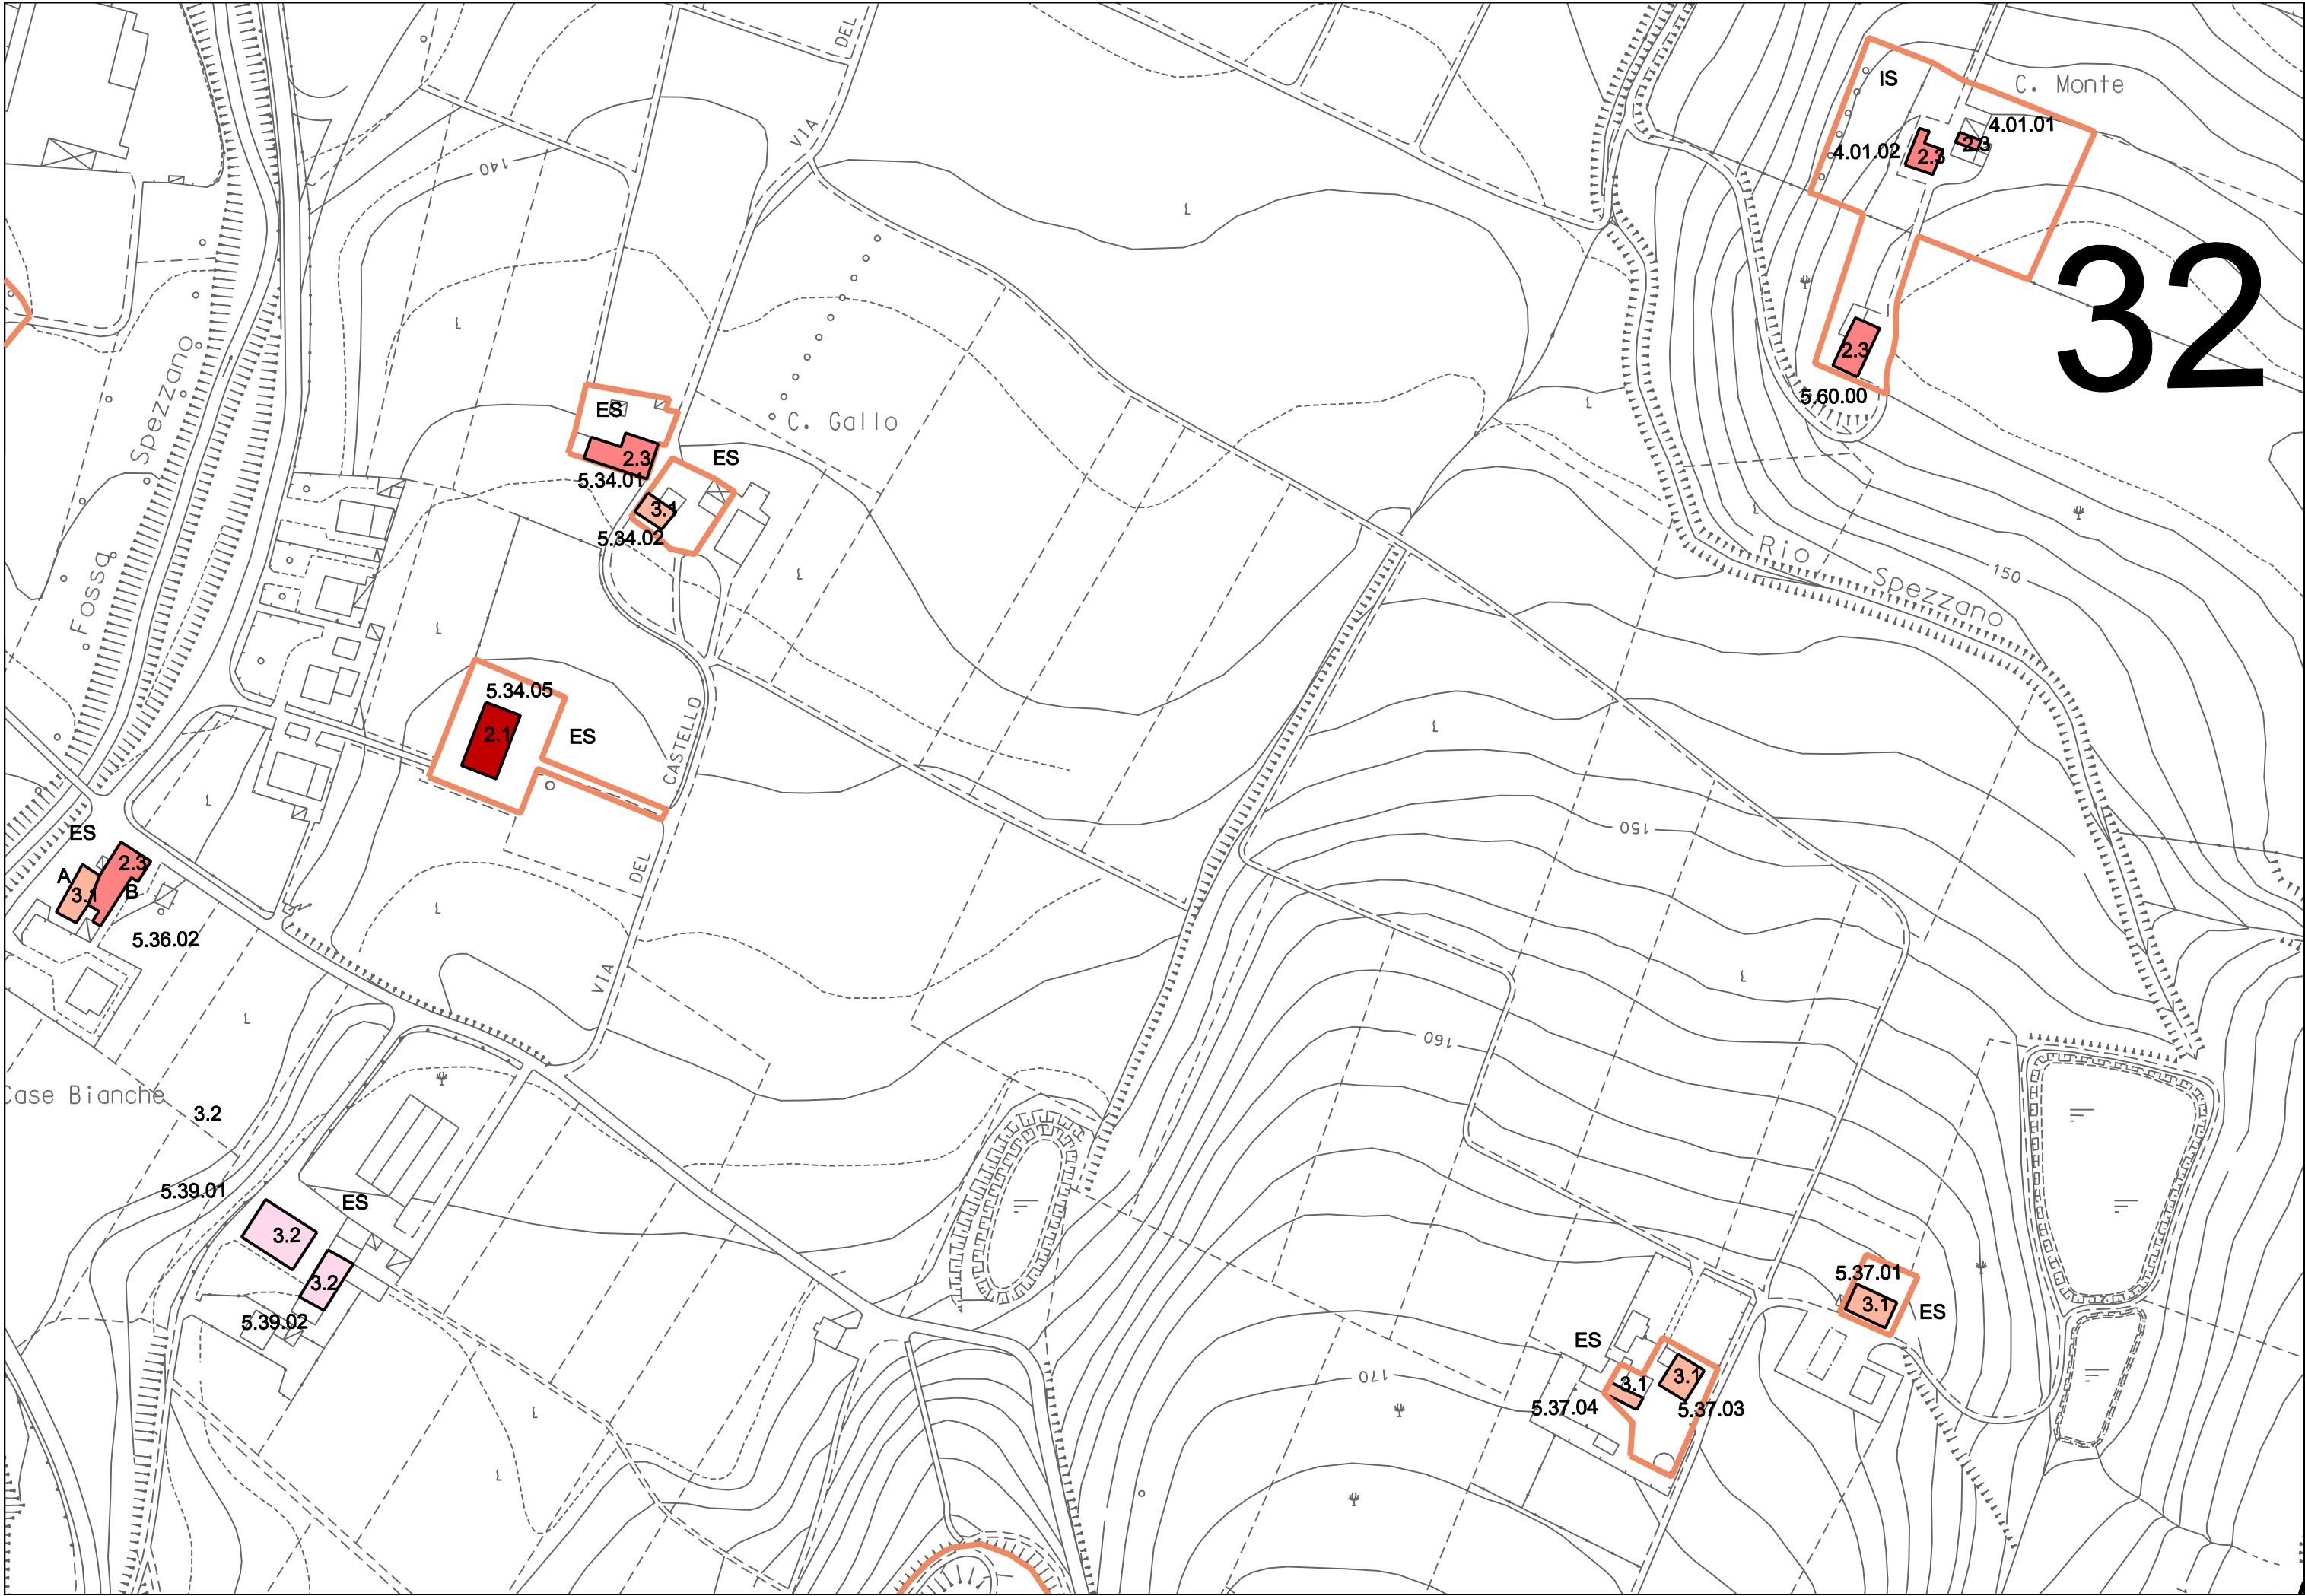 DEL
IS
C. Monte
4.01.01
4.01.02
2.3
2.3
VIA
140
32
Spezzano
ES
C. Gallo
2.3
5.60.00
2.3
5.34.01
ES
3.1
5.34.02
Fossa
Rio Spezzano
150
5.34.05
2.1
ES
CASTELLO
150
ES
2.3
A
3.1
B
DEL
5.36.02
VIA
160
Case Bianche
3.2
5.39.01
ES
3.2
3.2
5.39.02
5.37.01
3.1
ES
ES
170
3.1
3.1
5.37.04
5.37.03